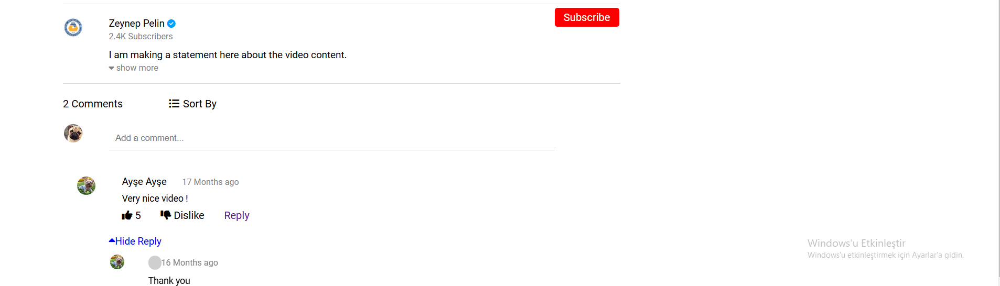 Subscribe
Zeynep Pelin
2.4K Subscribers
I am making a statement here about the video content.
show more
2 Comments Sort By
Add a comment...
Ayşe Ayşe 17 Months ago
Very nice video !
5 Dislike Reply
Hide Reply
16 Months ago
Thank you
Windows'u Etkinleştir
Windows'u etkinleştirmek için Ayarlar'a gidin.